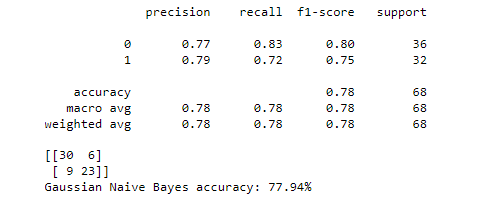 precision recall f1-score support
0 0.77 0.83 0.80 36
1 0.79 0.72 0.75 32
accuracy 0.78 68
macro avg 0.78 0.78 0.78 68
weighted avg 0.78 0.78 0.78 68
[[30 6]
[ 9 23]]
Gaussian Naive Bayes accuracy: 77.94%